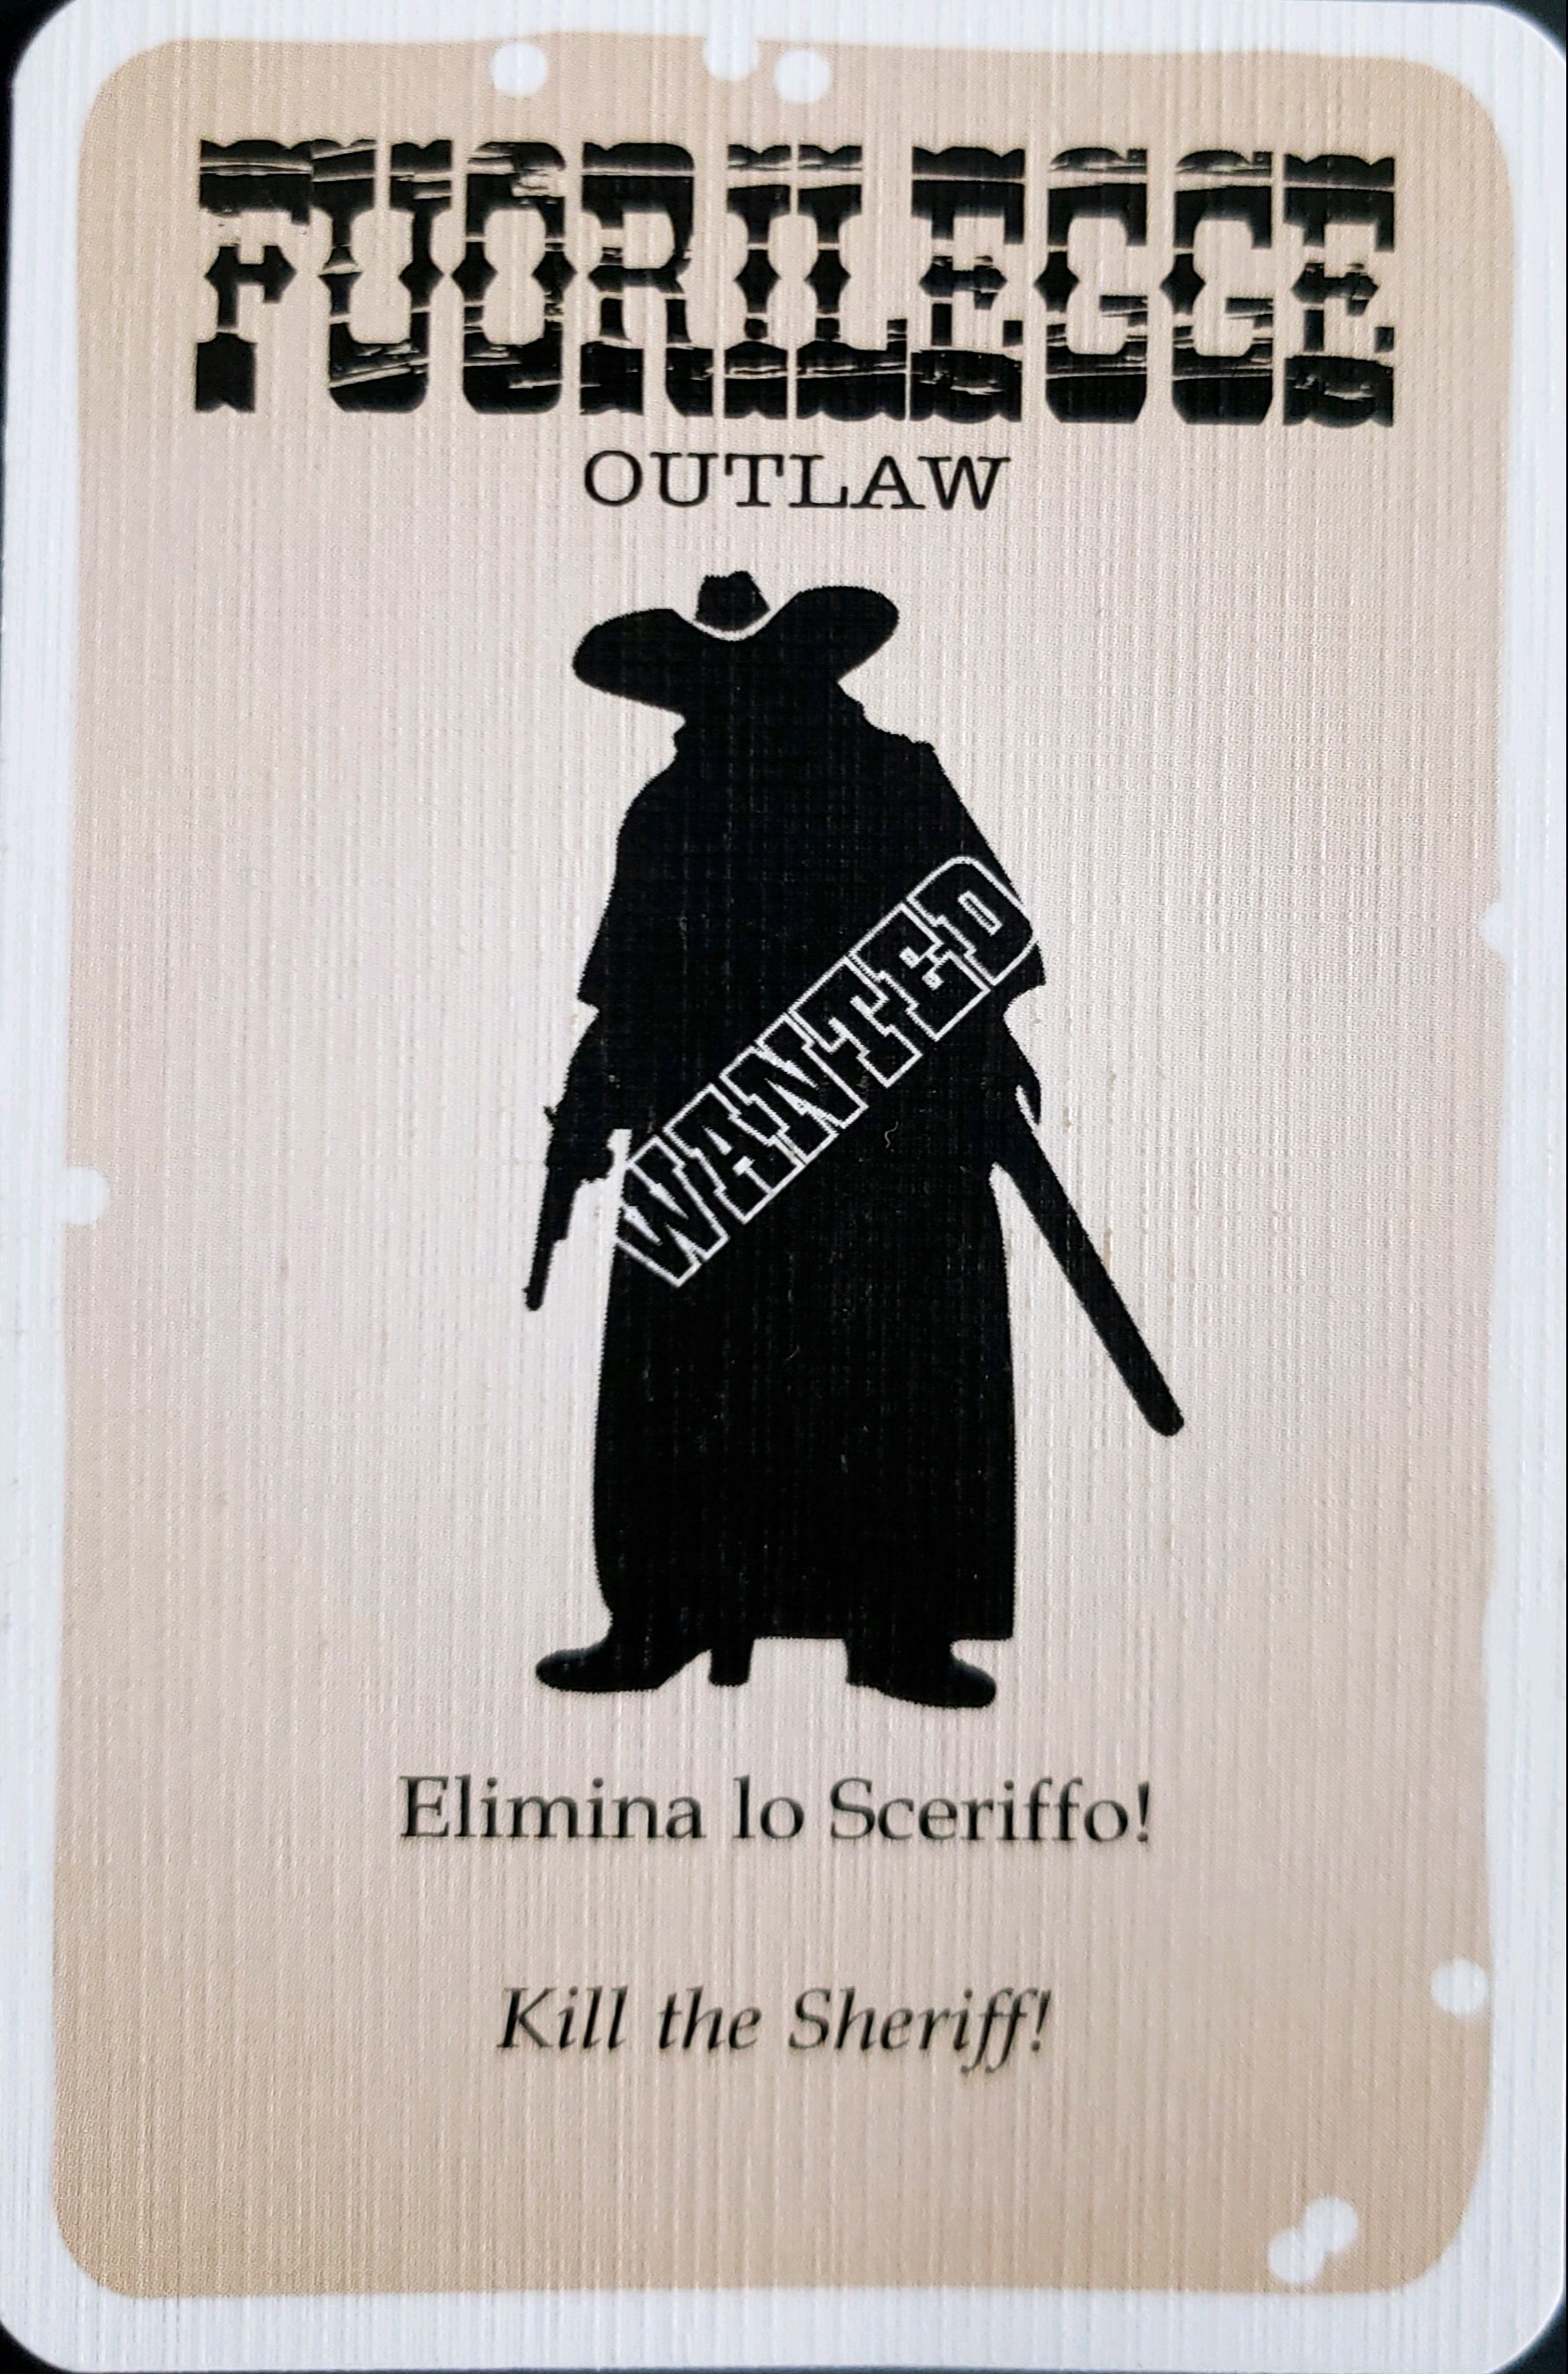 FUORILEGGE
OUTLAW
WANTED
Elimina lo Sceriffo!
Kill the Sheriff!